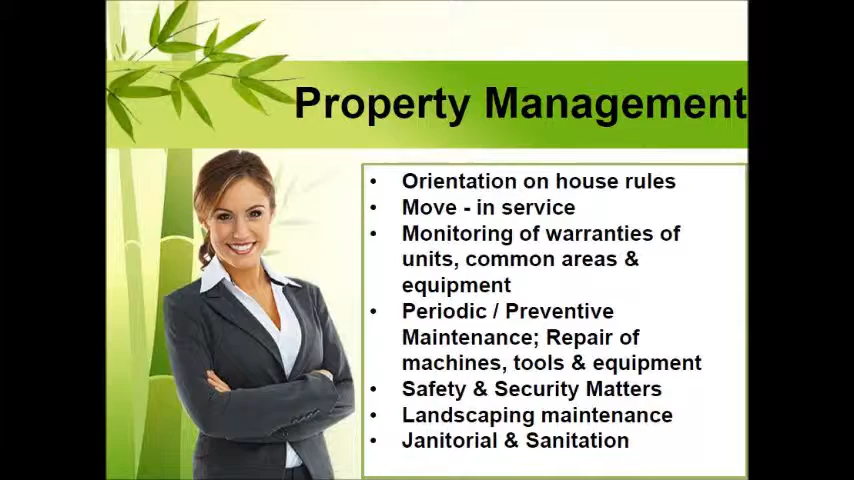 Property Management
• Orientation on house rules
• Move - in service
• Monitoring of warranties of
units, common areas &
equipment
• Periodic / Preventive
Maintenance; Repair of
machines, tools & equipment
• Safety & Security Matters
• Landscaping maintenance
• Janitorial & Sanitation